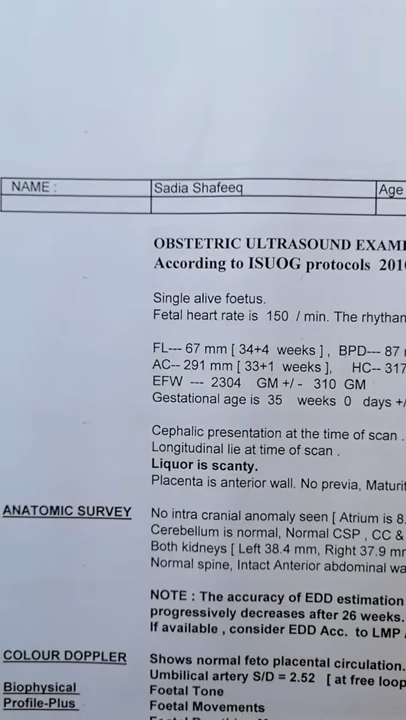 NAME : Sadia Shafeeq Age
OBSTETRIC ULTRASOUND EXAMI
According to ISUOG protocols 2010
Single alive foetus.
Fetal heart rate is 150 / min. The rhythan
FL--- 67 mm [ 34+4 weeks ] , BPD--- 87
AC-- 291 mm [ 33+1 weeks ], HC-- 317
EFW --- 2304 GM +/ - 310 GM
Gestational age is 35 weeks 0 days +/
Cephalic presentation at the time of scan .
Longitudinal lie at time of scan .
Liquor is scanty.
Placenta is anterior wall. No previa, Maturit
ANATOMIC SURVEY No intra cranial anomaly seen [ Atrium is 8.
Cerebellum is normal, Normal CSP , CC &
Both kidneys [ Left 38.4 mm, Right 37.9 mm
Normal spine, Intact Anterior abdominal wa
NOTE : The accuracy of EDD estimation
progressively decreases after 26 weeks.
If available , consider EDD Acc. to LMP
COLOUR DOPPLER Shows normal feto placental circulation.
Umbilical artery S/D = 2.52 [ at free loop
Biophysical Foetal Tone
Profile-Plus Foetal Movements